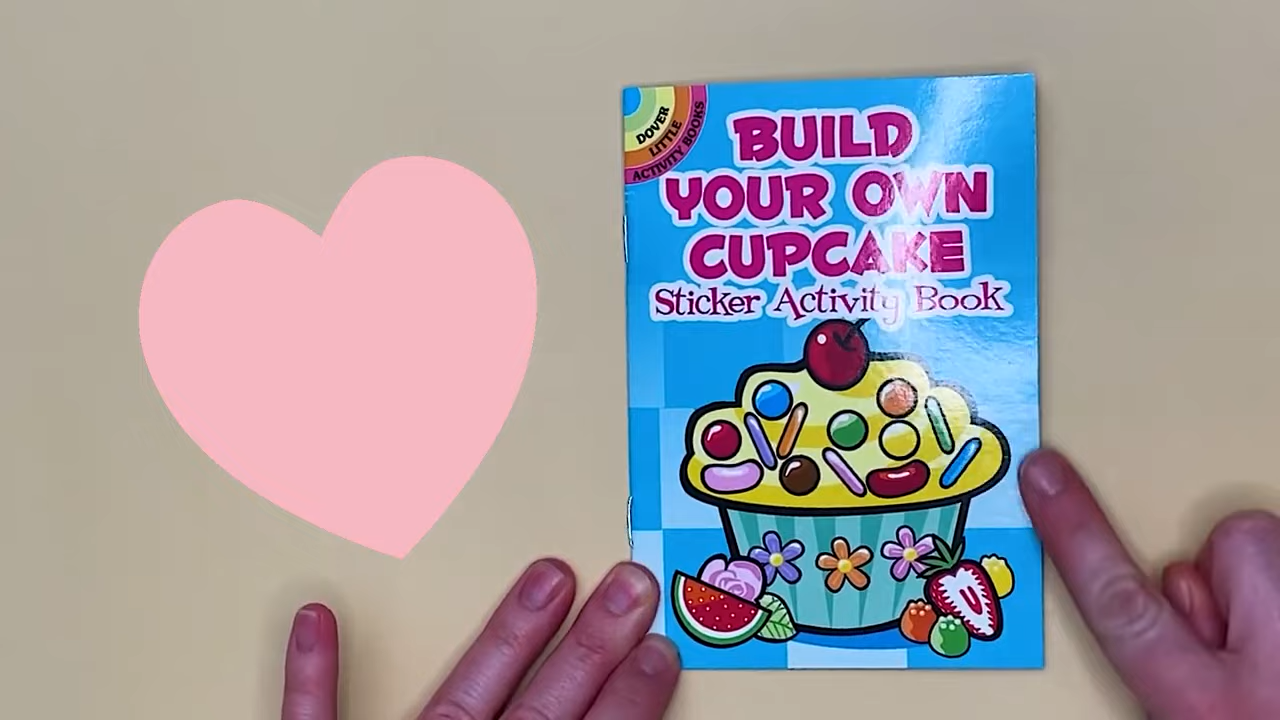 DOVER
LITTLE
ACTIVITY BOOKS
BUILD
YOUR OWN
CUPCAKE
Sticker Activity Book